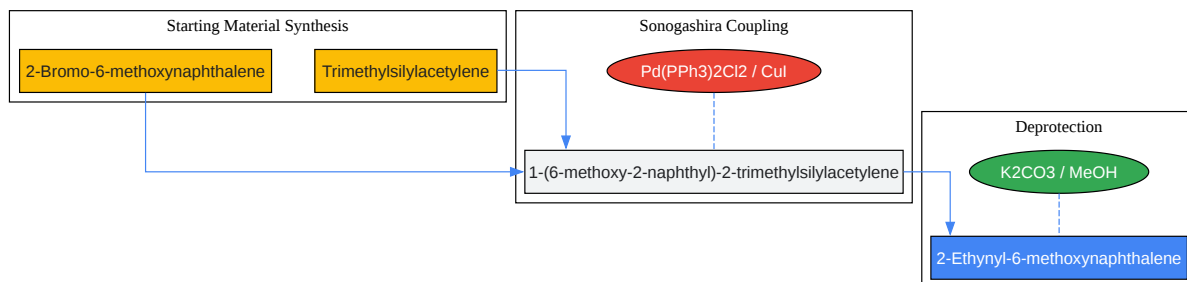 Starting Material Synthesis
2-Bromo-6-methoxynaphthalene
Trimethylsilylacetylene
Sonogashira Coupling
Pd(PPh3)2Cl2 / CuI
1-(6-methoxy-2-naphthyl)-2-trimethylsilylacetylene
Deprotection
K2CO3 / MeOH
2-Ethynyl-6-methoxynaphthalene